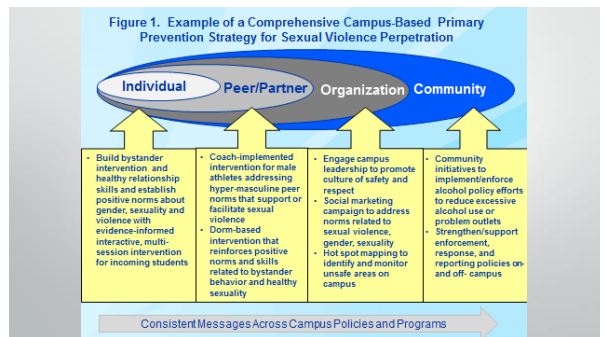 Figure 1.  Example of a Comprehensive Campus-Based Primary
Prevention Strategy for Sexual Violence Perpetration
Individual
Peer/Partner
Organization
Community
• Build bystander
intervention and
healthy relationship
skills and establish
positive norms about
gender, sexuality and
violence with
evidence-informed
interactive, multi-
session intervention
for incoming students
• Coach-implemented
intervention for male
athletes addressing
hyper-masculine peer
norms that support or
facilitate sexual
violence
• Dorm-based
intervention that
reinforces positive
norms and skills
related to bystander
behavior and healthy
sexuality
• Engage campus
leadership to promote
culture of safety and
respect
• Social marketing
campaign to address
norms related to
sexual violence,
gender, sexuality
• Hot spot mapping to
identify and monitor
unsafe areas on
campus
• Community
initiatives to
implement/enforce
alcohol policy efforts
to reduce excessive
alcohol use or
problem outlets
• Strengthen/support
enforcement,
response, and
reporting policies on-
and off- campus
Consistent Messages Across Campus Policies and Programs